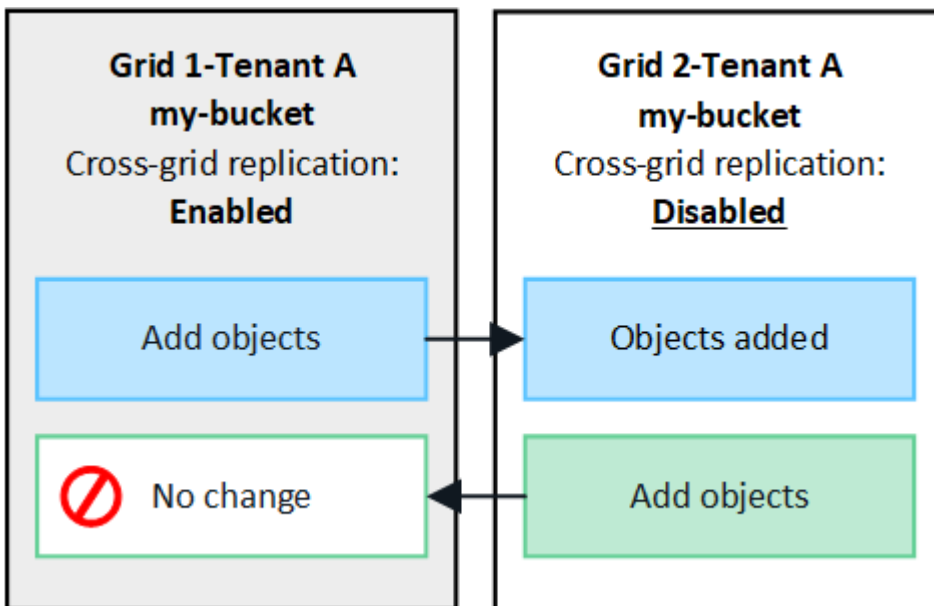 Grid 1-Tenant A
my-bucket
Cross-grid replication:
Enabled
Add objects
No change
Grid 2-Tenant A
my-bucket
Cross-grid replication:
Disabled
Objects added
Add objects